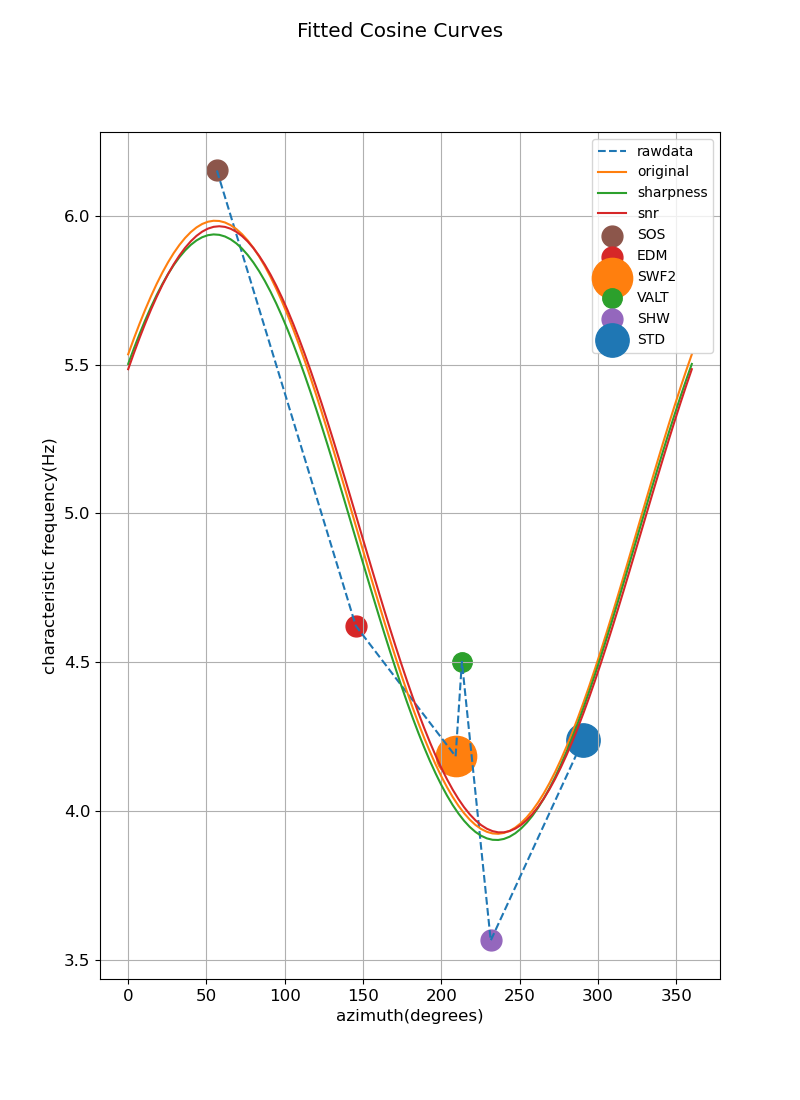 Fitted Cosine Curves
rawdata
original
sharpness
snr
SOS
EDM
SWF2
VALT
SHW
STD
characteristic frequency(Hz)
6.0
5.5
5.0
4.5
4.0
3.5
0 50 100 150 200 250 300 350
azimuth(degrees)